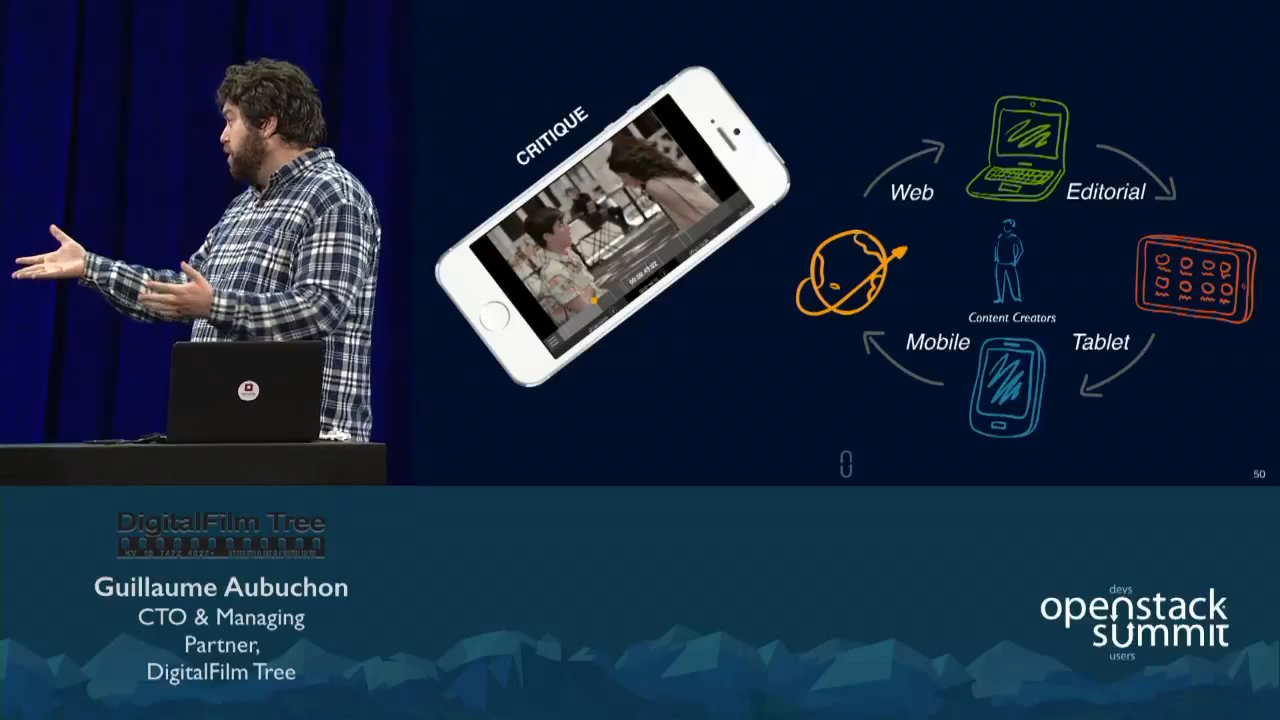 CRITIQUE
Web
Editorial
Content Creators
Mobile
Tablet
50
DigitalFilm Tree
Guillaume Aubuchon
CTO & Managing
Partner,
DigitalFilm Tree
devs
openstack
summit
users